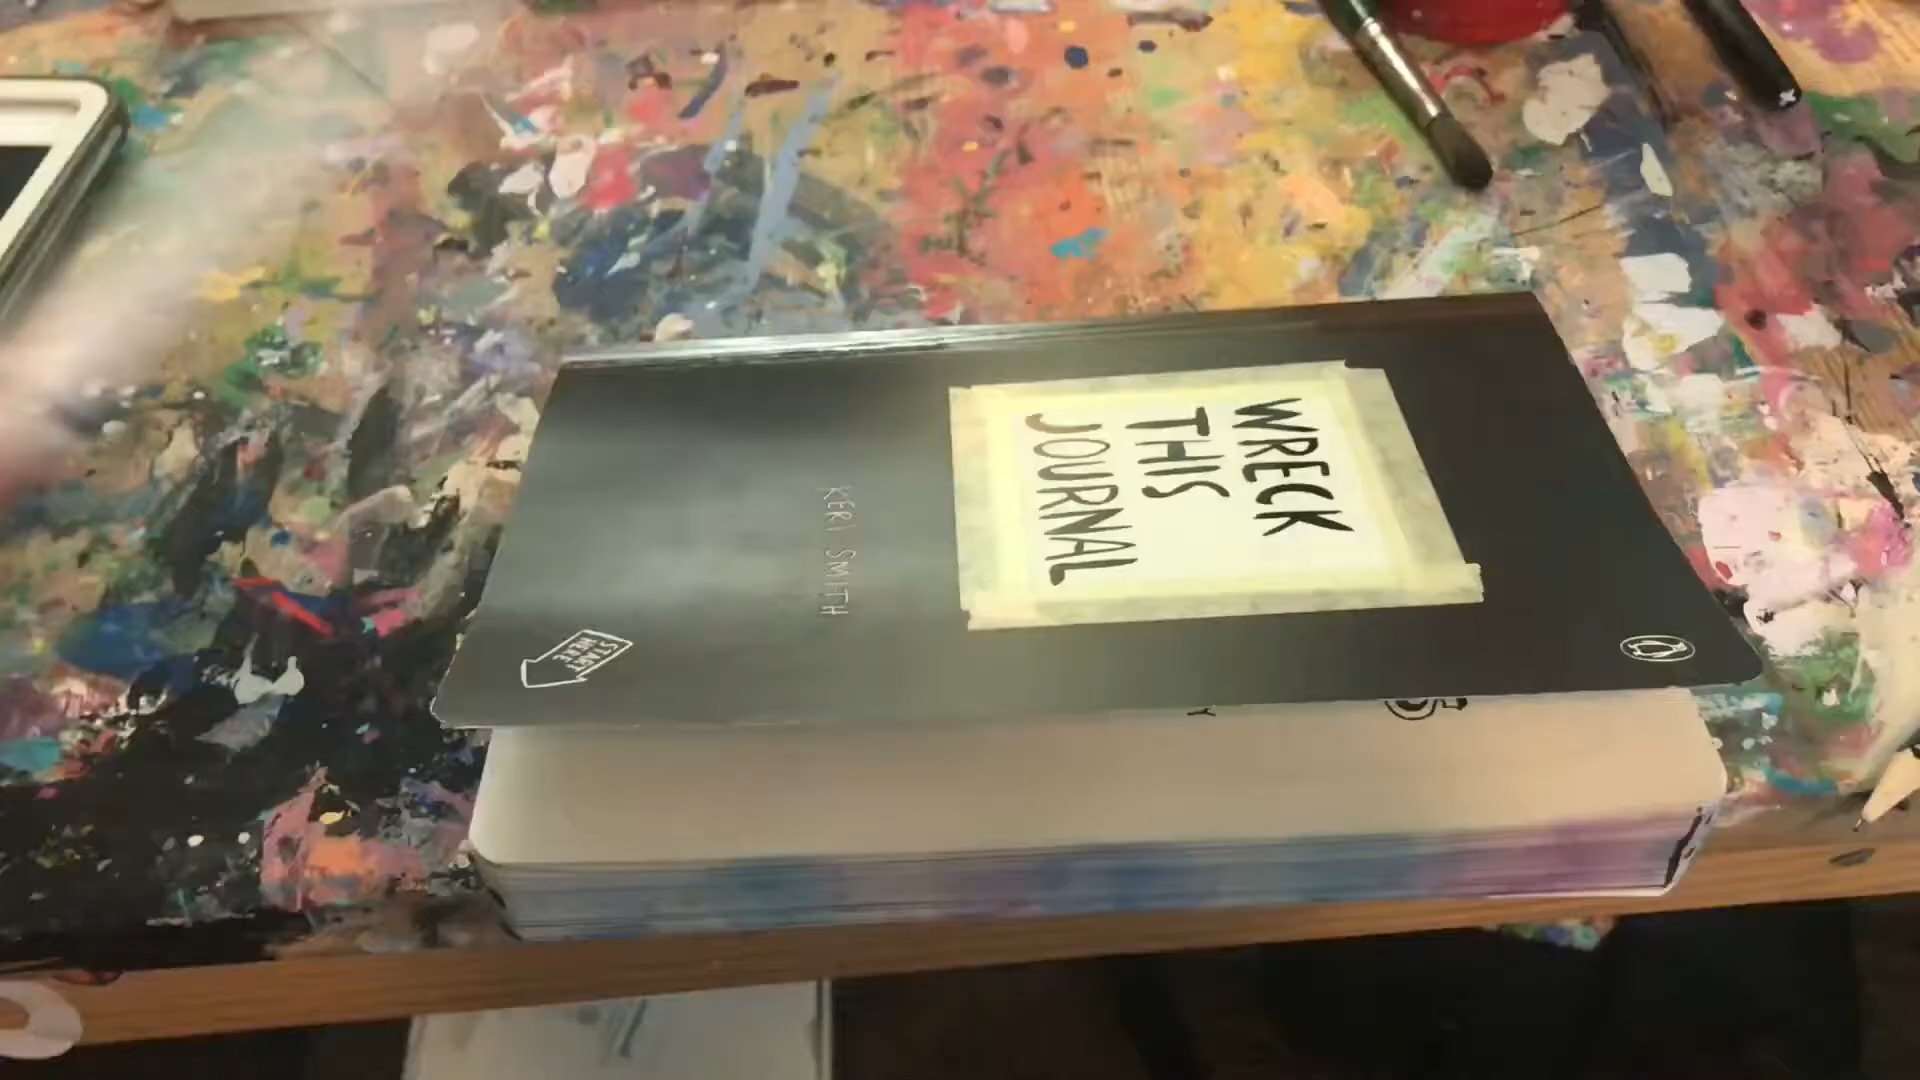 WRECK
THIS
JOURNAL
KERI SMITH
START
HERE